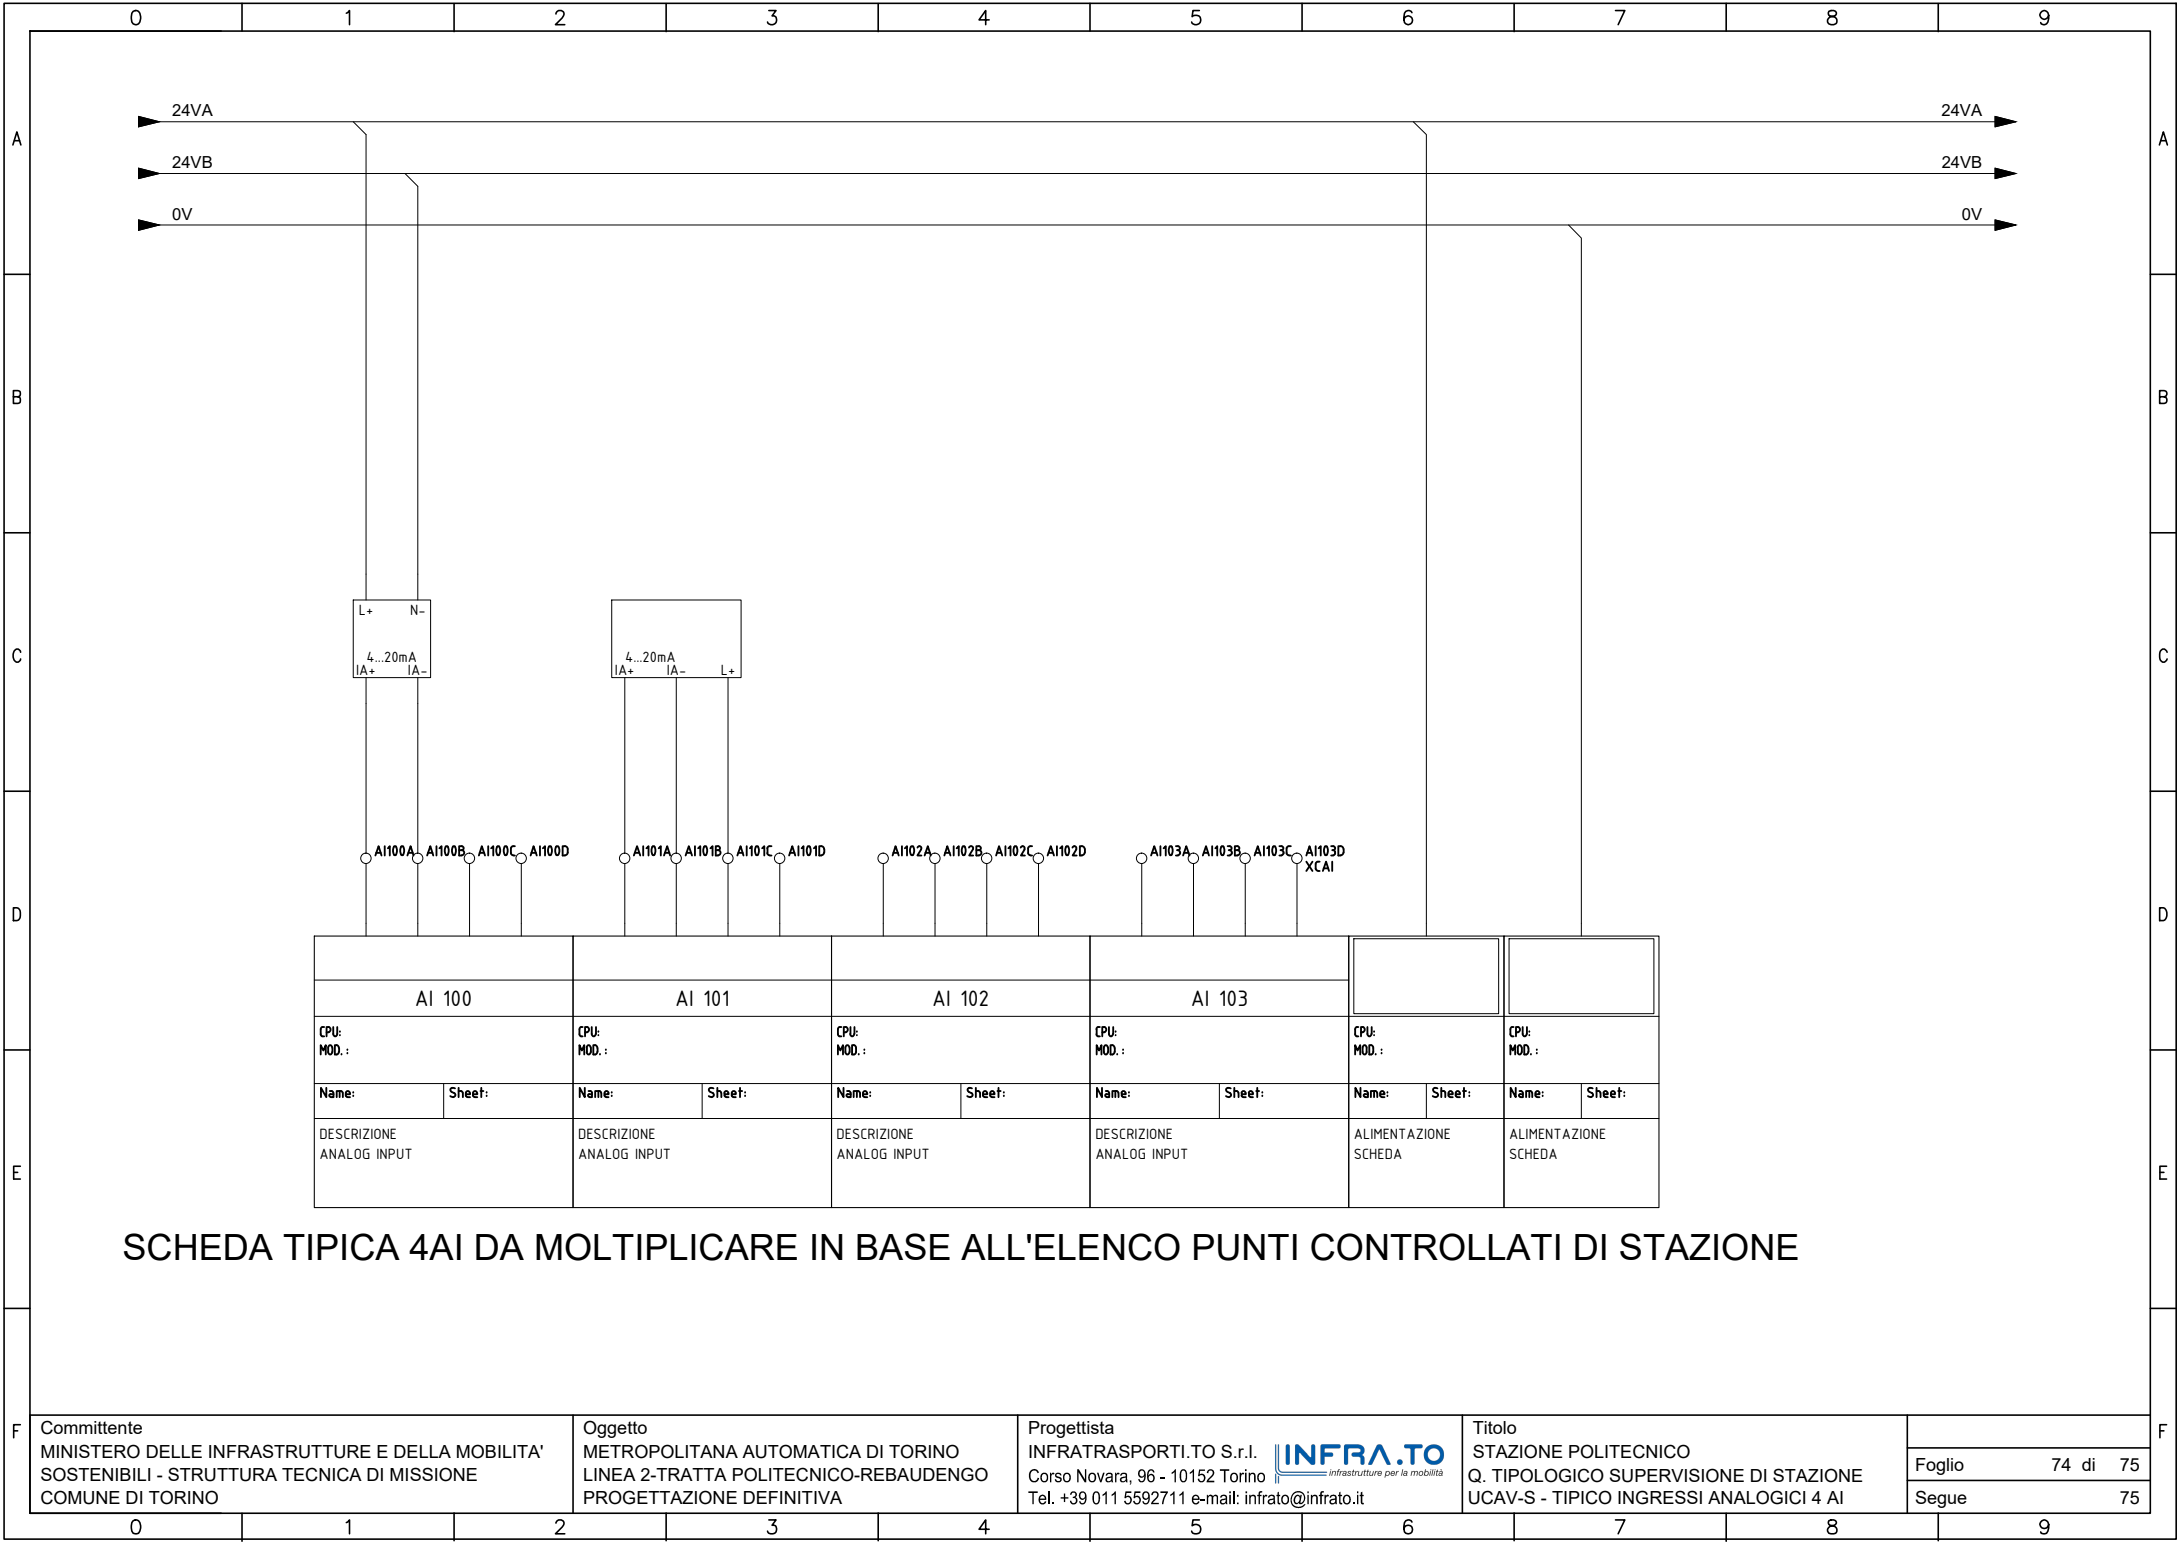 0 1 2 3 4 5 6 7 8 9
24VA 24VA
A A
24VB 24VB
0V 0V
B B
L+ N-
C 4...20mA 4...20mA C
IA+ IA- IA+ IA- L+
AI100A AI100B AI100C AI100D AI101A AI101B AI101C AI101D AI102A AI102B AI102C AI102D AI103A AI103B AI103C AI103D
XCAI
D D
AI 100 AI 101 AI 102 AI 103
CPU: CPU: CPU: CPU: CPU: CPU:
MOD. : MOD. : MOD. : MOD. : MOD. : MOD. :
Name: Sheet: Name: Sheet: Name: Sheet: Name: Sheet: Name: Sheet: Name: Sheet:
DESCRIZIONE DESCRIZIONE DESCRIZIONE DESCRIZIONE ALIMENTAZIONE ALIMENTAZIONE
ANALOG INPUT ANALOG INPUT ANALOG INPUT ANALOG INPUT SCHEDA SCHEDA
E E
SCHEDA TIPICA 4AI DA MOLTIPLICARE IN BASE ALL'ELENCO PUNTI CONTROLLATI DI STAZIONE
F F
Committente
MINISTERO DELLE INFRASTRUTTURE E DELLA MOBILITA'
SOSTENIBILI - STRUTTURA TECNICA DI MISSIONE
COMUNE DI TORINO
Oggetto
METROPOLITANA AUTOMATICA DI TORINO
LINEA 2-TRATTA POLITECNICO-REBAUDENGO
PROGETTAZIONE DEFINITIVA
Progettista
INFRATRASPORTI.TO S.r.l.
Corso Novara, 96 - 10152 Torino
Tel. +39 011 5592711 e-mail: infrato@infrato.it
INFRA.TO
infrastrutture per la mobilità
Titolo
STAZIONE POLITECNICO
Q. TIPOLOGICO SUPERVISIONE DI STAZIONE
UCAV-S - TIPICO INGRESSI ANALOGICI 4 AI
Foglio 74 di 75
Segue 75
0 1 2 3 4 5 6 7 8 9